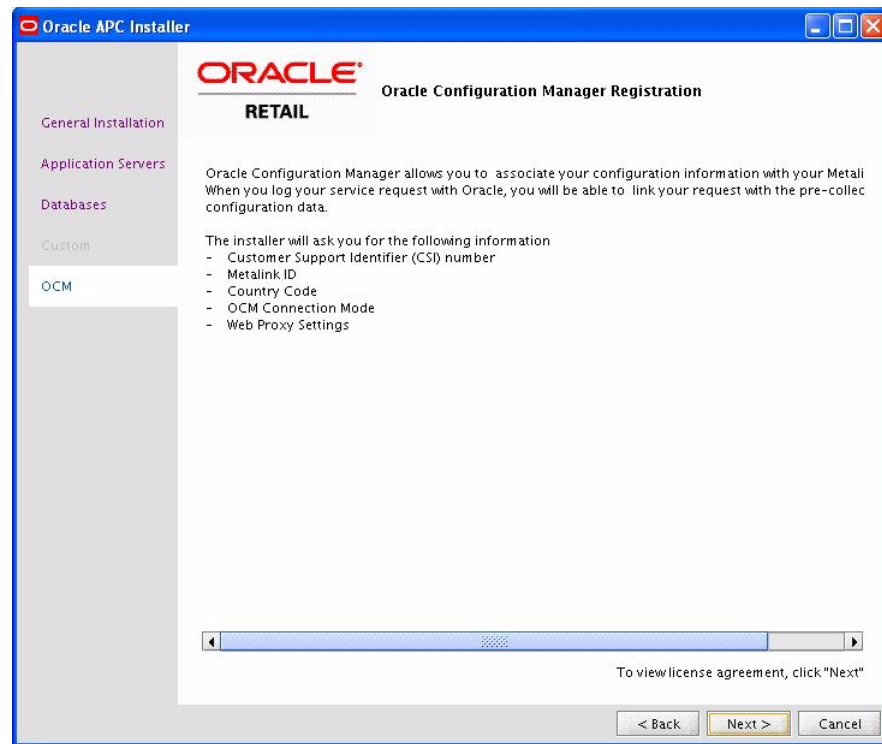 Oracle APC Installer
ORACLE
RETAIL
Oracle Configuration Manager Registration
General Installation
Application Servers
Databases
Custom
OCM
Oracle Configuration Manager allows you to associate your configuration information with your Metali
When you log your service request with Oracle, you will be able to link your request with the pre-collec
configuration data.
The installer will ask you for the following information
- Customer Support Identifier (CSI) number
- Metalink ID
- Country Code
- OCM Connection Mode
- Web Proxy Settings
To view license agreement, click "Next"
< Back
Next >
Cancel